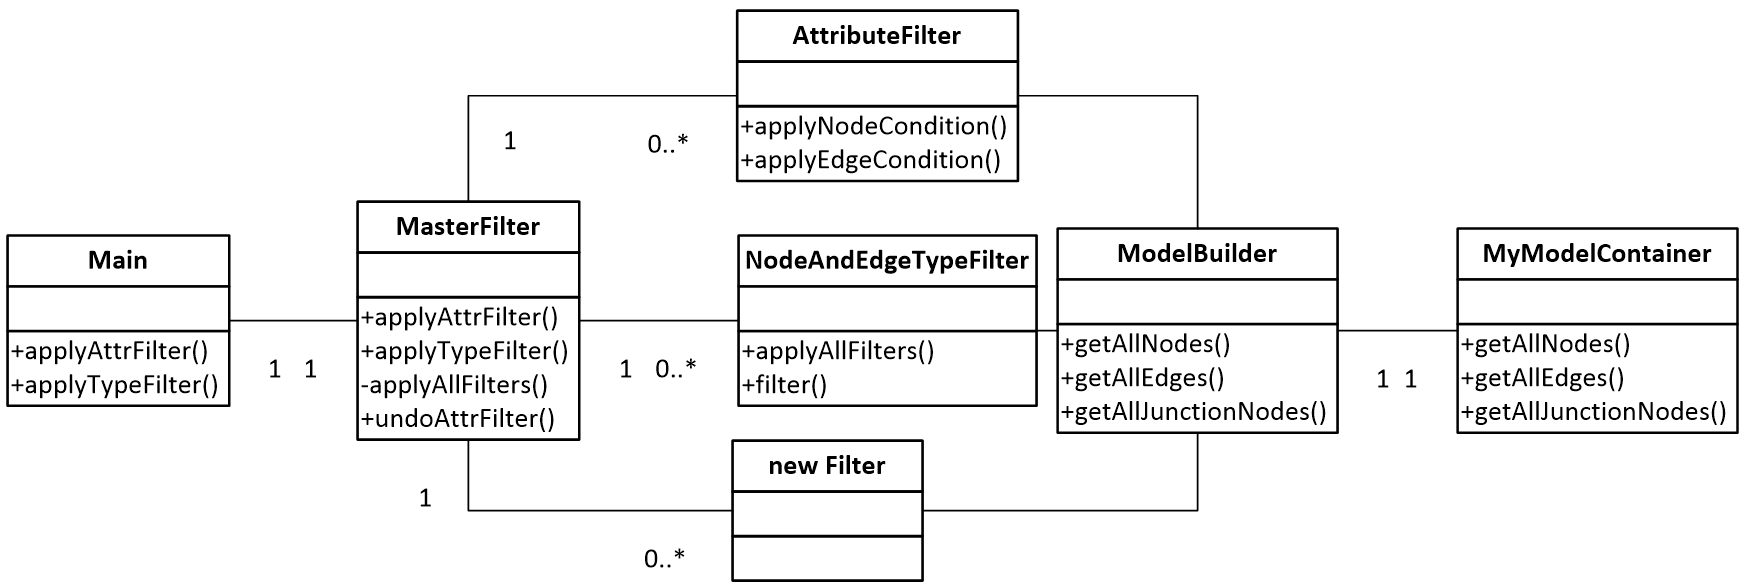 AttributeFilter
+applyNodeCondition()
+applyEdgeCondition()
1
0..*
Main
+applyAttrFilter()
+applyTypeFilter()
1 1
MasterFilter
+applyAttrFilter()
+applyTypeFilter()
-applyAllFilters()
+undoAttrFilter()
1 0..*
NodeAndEdgeTypeFilter
+applyAllFilters()
+filter()
ModelBuilder
+getAllNodes()
+getAllEdges()
+getAllJunctionNodes()
1 1
MyModelContainer
+getAllNodes()
+getAllEdges()
+getAllJunctionNodes()
1
0..*
new Filter